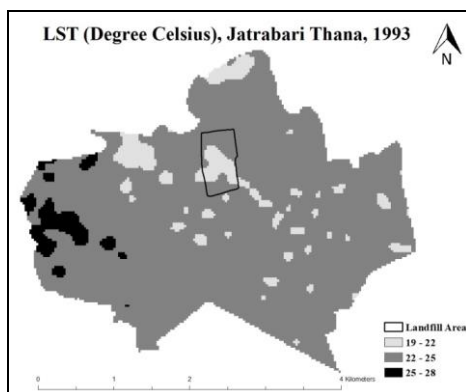 LST (Degree Celsius), Jatrabari Thana, 1993
N
Landfill Area
19 - 22
22 - 25
25 - 28
0 1 2 4 Kilometers